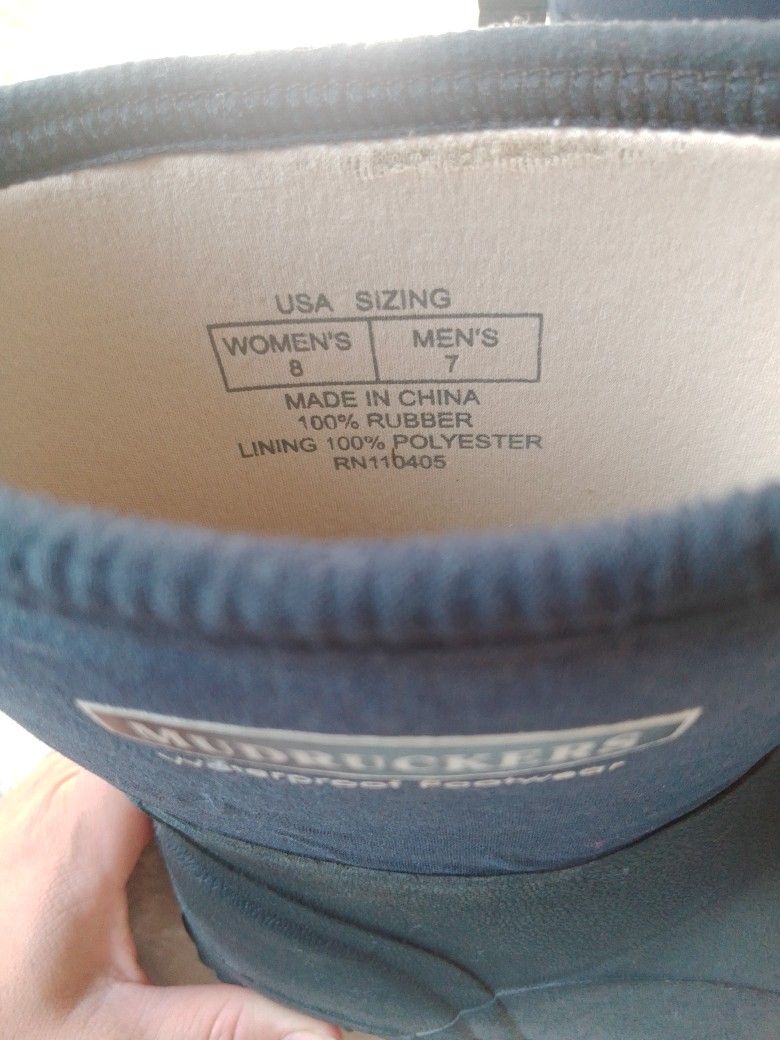 USA SIZING
WOMEN'S MEN'S
8 7
MADE IN CHINA
100% RUBBER
LINING 100% POLYESTER
RN110405
MUDRUCKERS
Waterproof Footwear